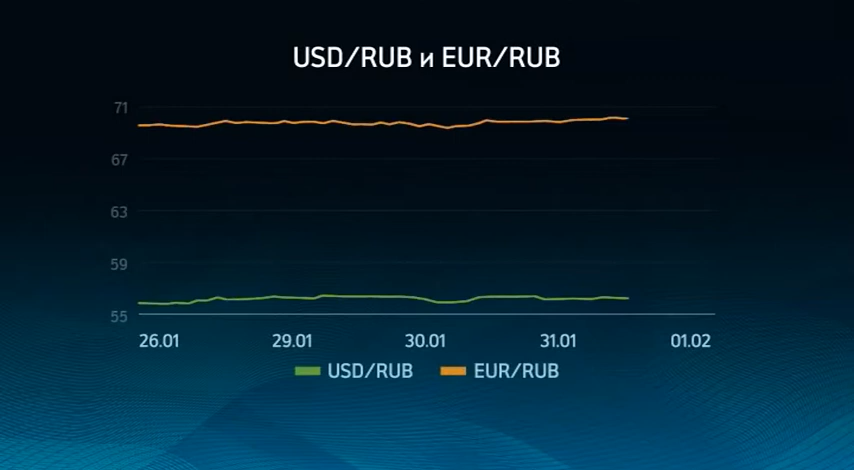 USD/RUB и EUR/RUB
71
67
63
59
55
26.01 29.01 30.01 31.01 01.02
USD/RUB EUR/RUB